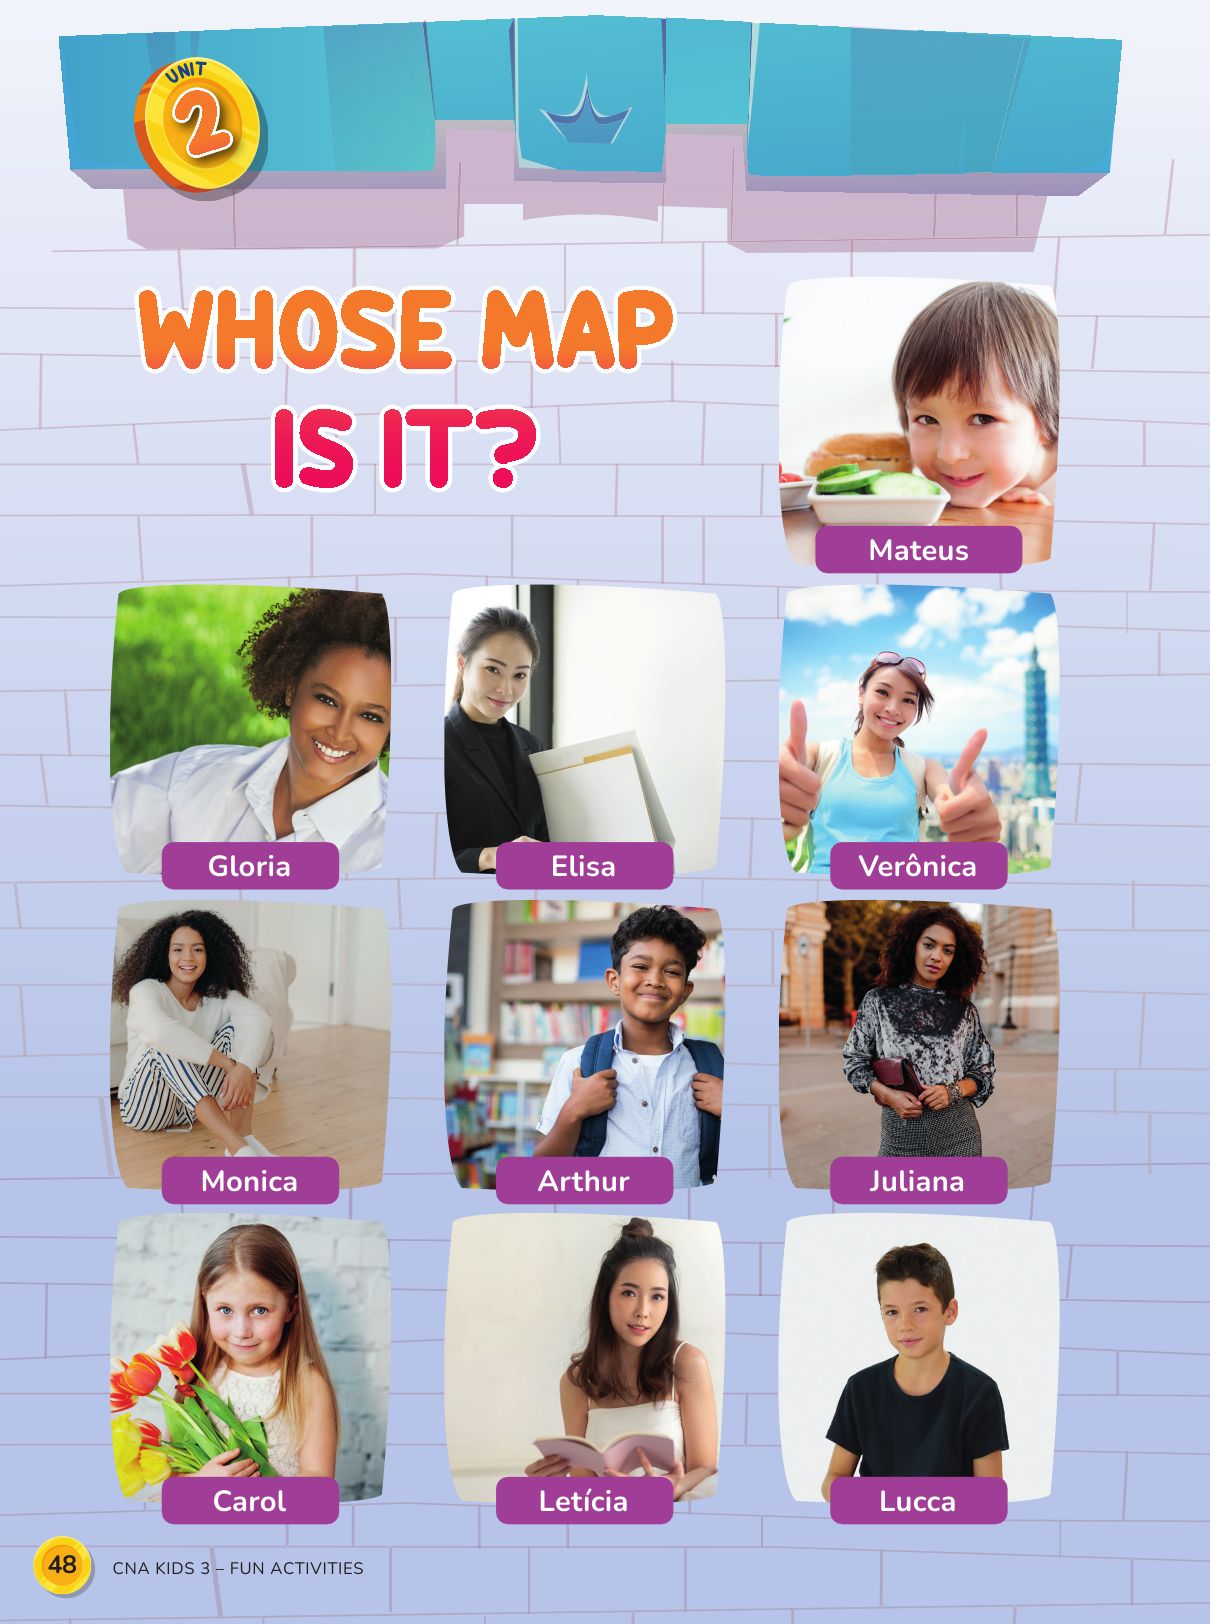 UNIT
2
WHOSE MAP
IS IT?
Mateus
Gloria
Elisa
Verônica
Monica
Arthur
Juliana
Carol
Letícia
Lucca
48
CNA KIDS 3 – FUN ACTIVITIES